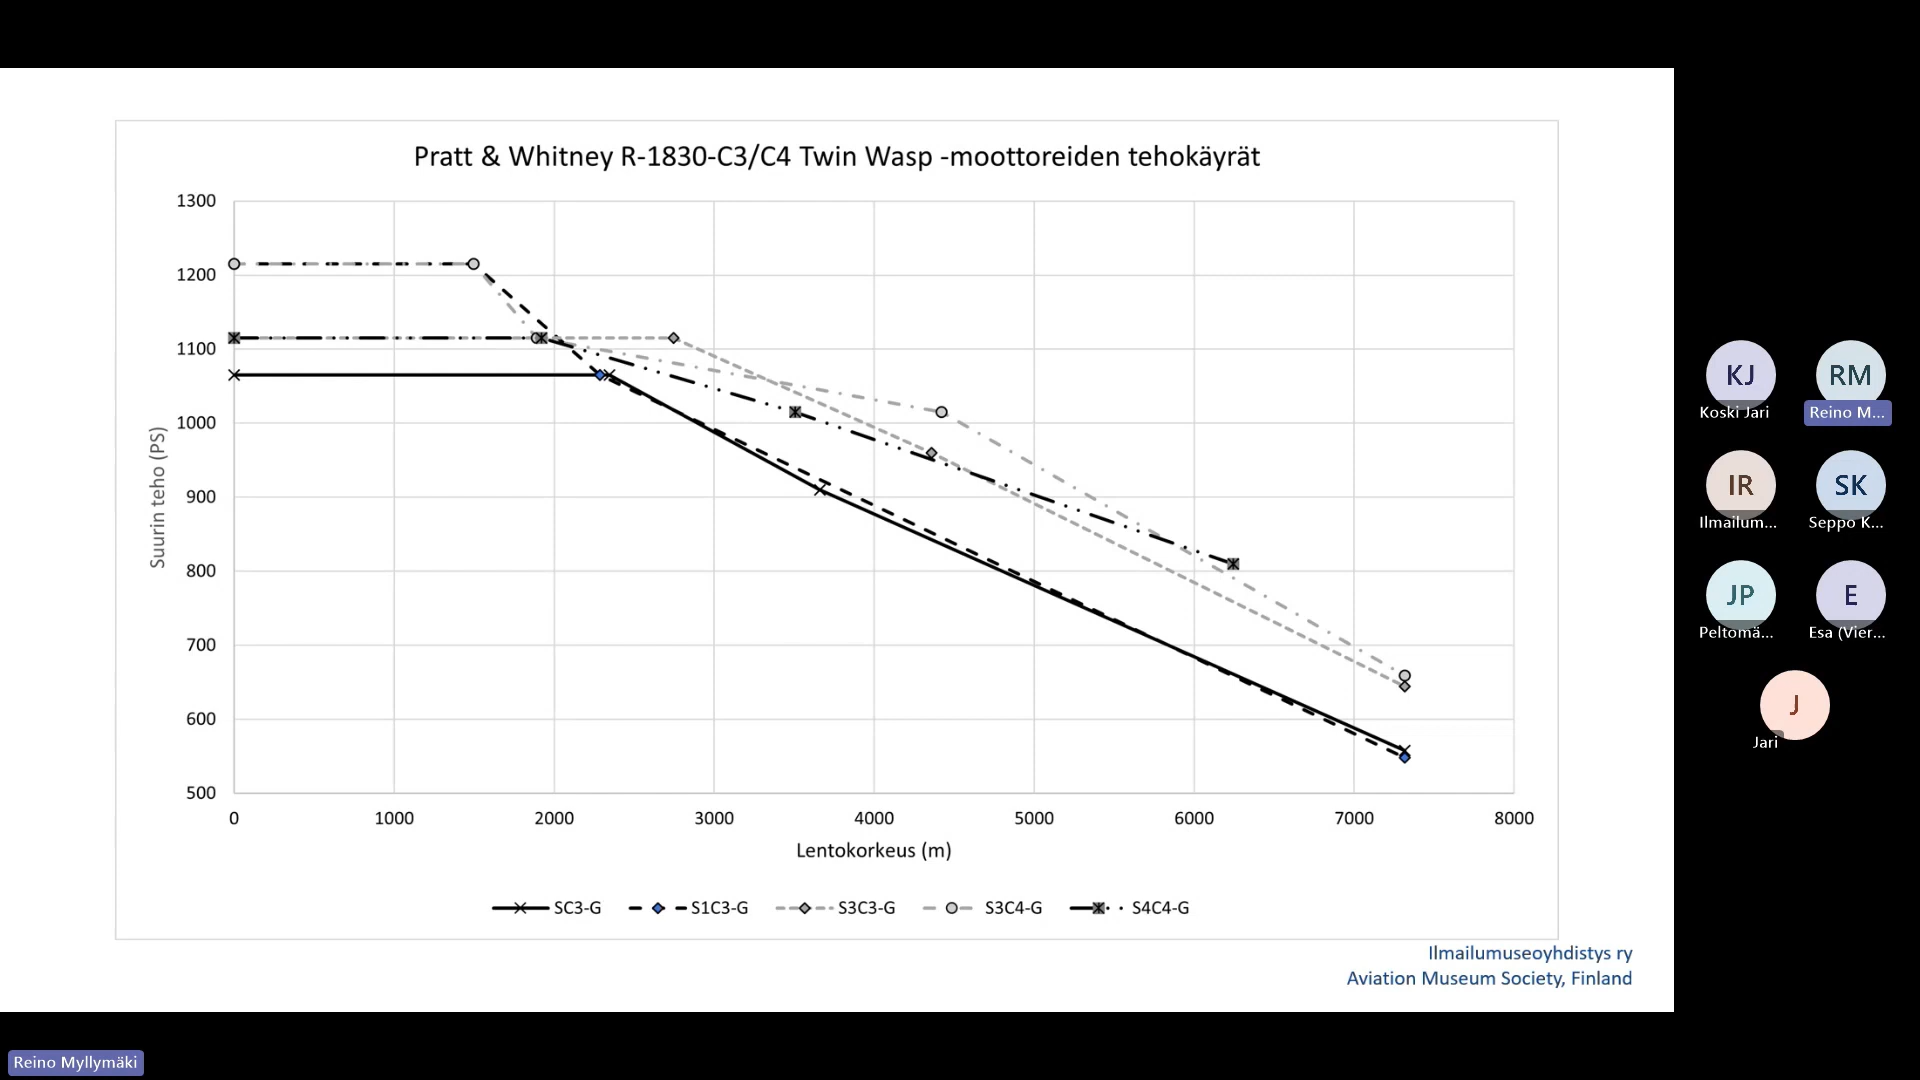 Pratt & Whitney R-1830-C3/C4 Twin Wasp -moottoreiden tehokäyrät
1300
1200
1100
1000
900
800
700
600
500
Suurin teho (PS)
0 1000 2000 3000 4000 5000 6000 7000 8000
Lentokorkeus (m)
SC3-G S1C3-G S3C3-G S3C4-G S4C4-G
Ilmailumuseoyhdistys ry
Aviation Museum Society, Finland
KJ RM
Koski Jari Reino M...
IR SK
Ilmailum... Seppo K...
JP E
Peltomä... Esa (Vier...
J
Jari
Reino Myllymäki